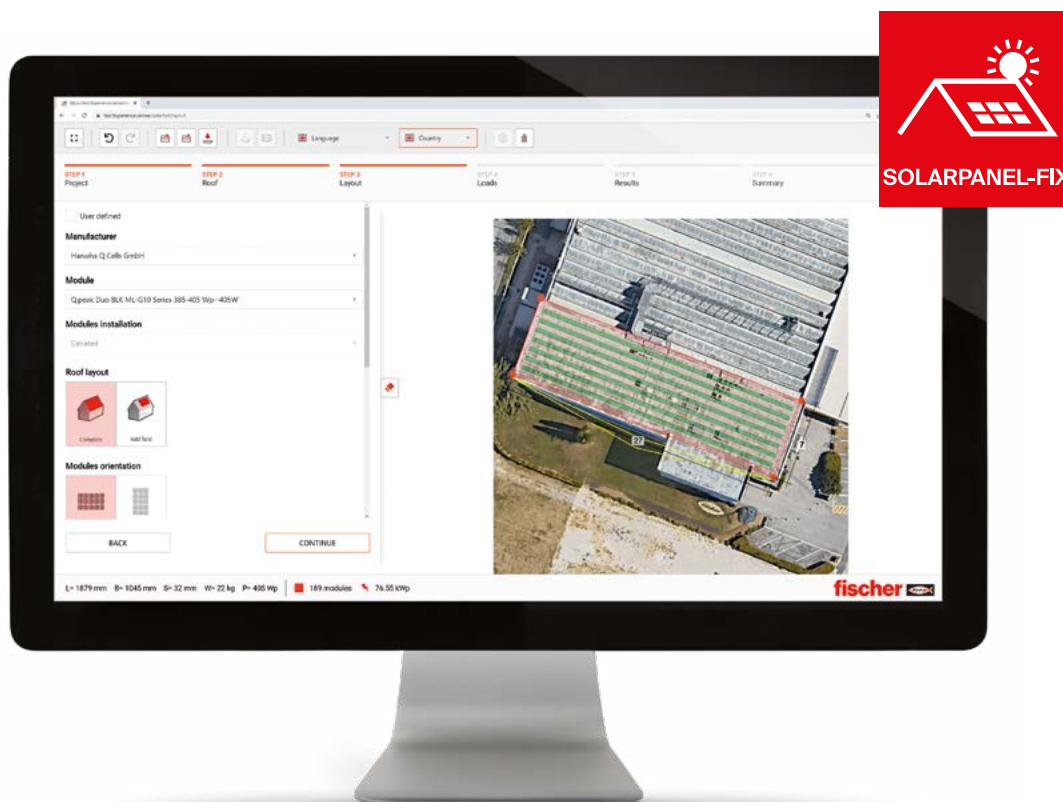 SOLARPANEL-FIX
Language
Country
STEP 1
Project
STEP 2
Roof
STEP 3
Layout
STEP 4
Loads
STEP 5
Results
STEP 6
Summary
User defined
Manufacturer
Hanwha Q Cells GmbH
Module
Q.peak Duo BLK ML-G10 Series 385-405 Wp--405W
Modules installation
Elevated
Roof layout
Complete
Add field
Modules orientation
BACK
CONTINUE
27
7
L= 1879 mm B= 1045 mm S= 32 mm W= 22 kg P= 405 Wp
189 modules
76.55 kWp
fischer